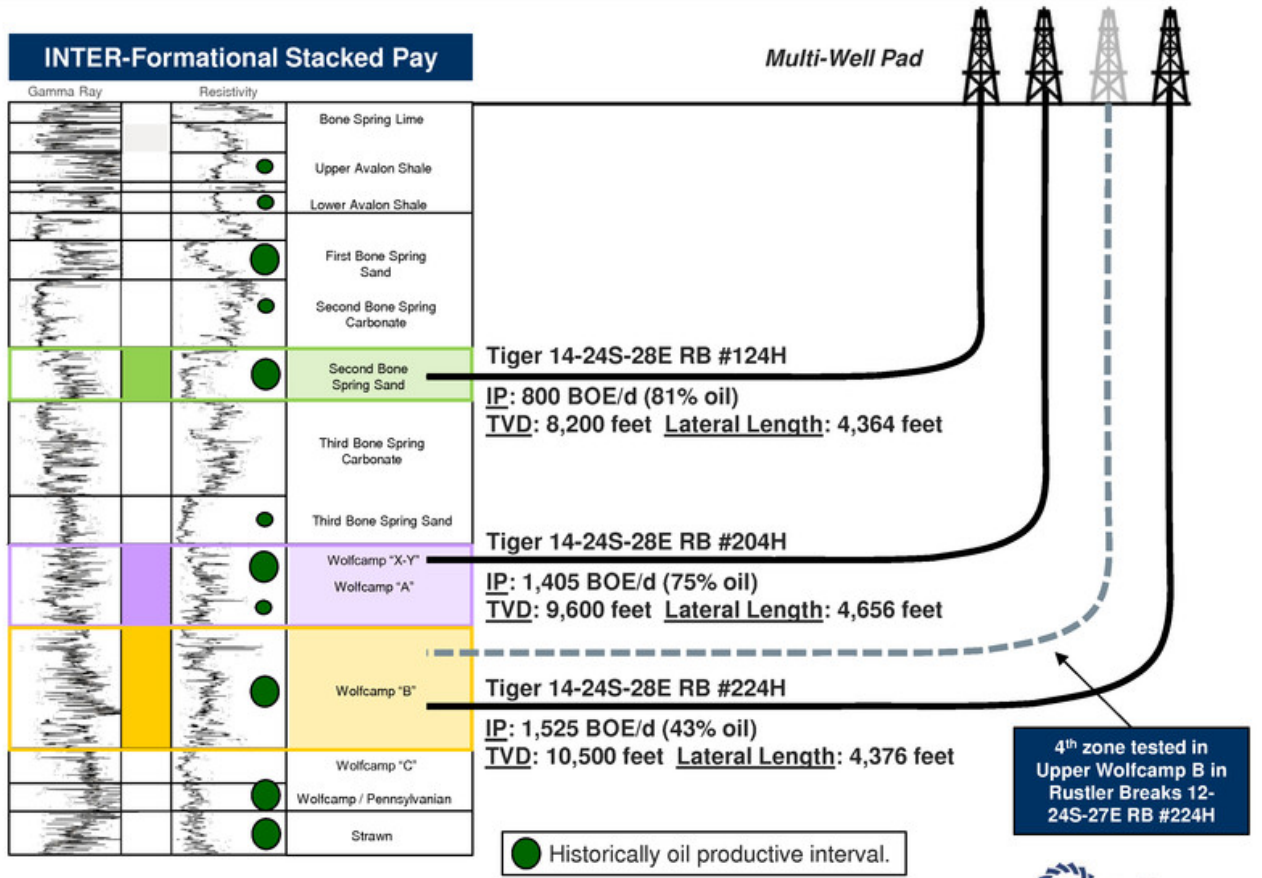 INTER-Formational Stacked Pay
Multi-Well Pad
Gamma Ray
Resistivity
Bone Spring Lime
Upper Avalon Shale
Lower Avalon Shale
First Bone Spring
Sand
Second Bone Spring
Carbonate
Second Bone
Spring Sand
Tiger 14-24S-28E RB #124H
IP: 800 BOE/d (81% oil)
TVD: 8,200 feet Lateral Length: 4,364 feet
Third Bone Spring
Carbonate
Third Bone Spring Sand
Wolfcamp "X-Y"
Wolfcamp "A"
Tiger 14-24S-28E RB #204H
IP: 1,405 BOE/d (75% oil)
TVD: 9,600 feet Lateral Length: 4,656 feet
Wolfcamp "B"
Tiger 14-24S-28E RB #224H
IP: 1,525 BOE/d (43% oil)
TVD: 10,500 feet Lateral Length: 4,376 feet
4th zone tested in
Upper Wolfcamp B in
Rustler Breaks 12-
24S-27E RB #224H
Wolfcamp "C"
Wolfcamp / Pennsylvanian
Strawn
Historically oil productive interval.